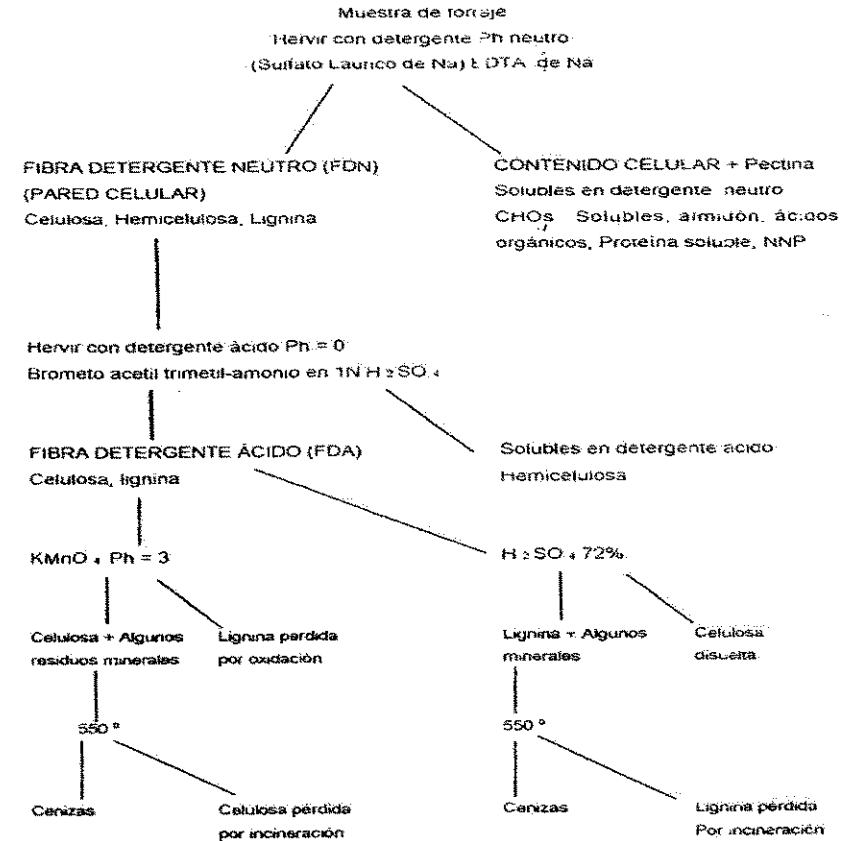 Muestra de forraje
Hervir con detergente Ph neutro
(Sulfato Laurico de Na) EDTA de Na
FIBRA DETERGENTE NEUTRO (FDN)
(PARED CELULAR)
Celulosa, Hemicelulosa, Lignina
CONTENIDO CELULAR + Pectina
Solubles en detergente neutro
CHOs Solubles, almidón, ácidos
orgánicos, Proteína soluble, NNP
Hervir con detergente ácido Ph = 0
Brometo acetil trimetil-amonio en 1N H2SO4
FIBRA DETERGENTE ÁCIDO (FDA)
Celulosa, lignina
Solubles en detergente ácido
Hemicelulosa
KMnO4 Ph = 3
H2SO4 72%
Celulosa + Algunos
residuos minerales
Lignina perdida
por oxidación
Lignina + Algunos
minerales
Celulosa
disuelta
550 °
550 °
Cenizas
Celulosa pérdida
por incineración
Cenizas
Lignina pérdida
Por incineración